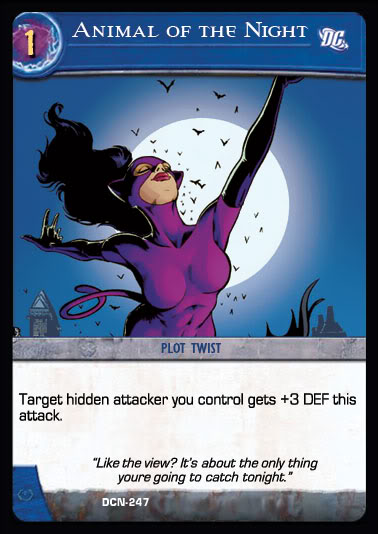 1
ANIMAL OF THE NIGHT
DC
PLOT TWIST
Target hidden attacker you control gets +3 DEF this
attack.
“Like the view? It’s about the only thing
youre going to catch tonight.”
DCN-247